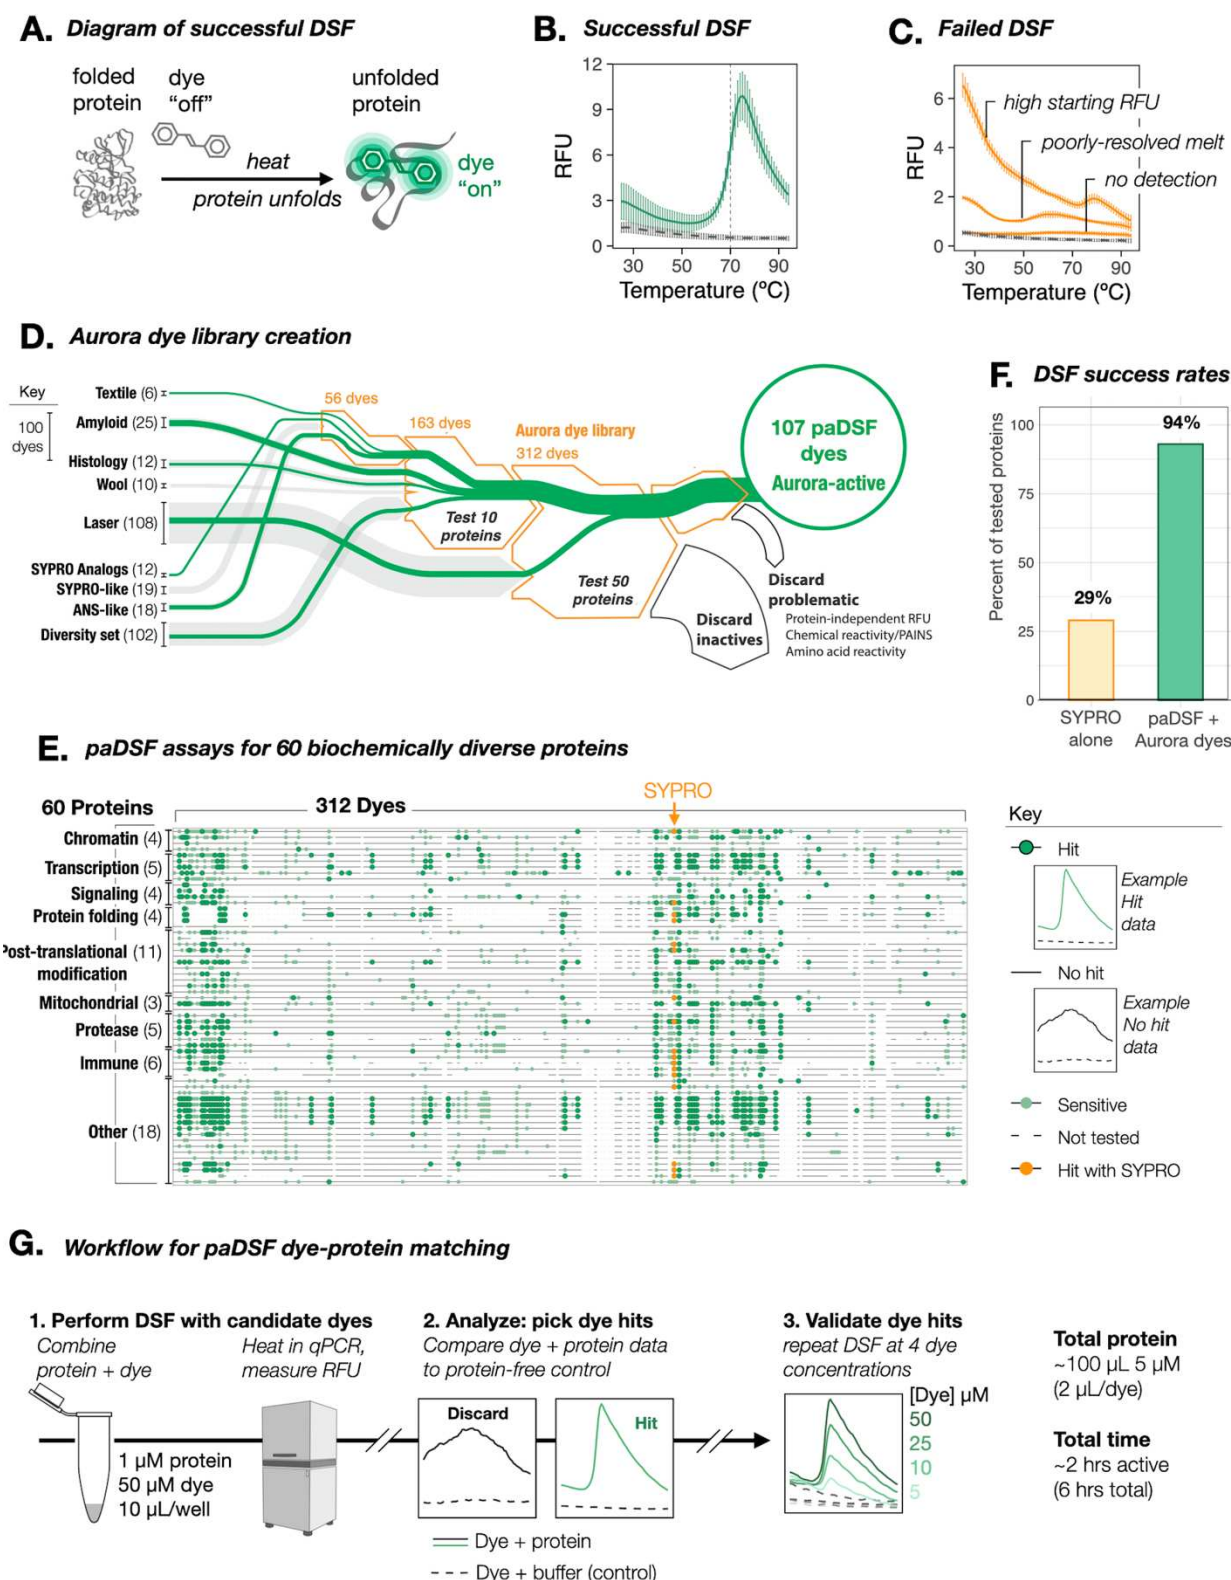 A. Diagram of successful DSF
folded
protein
dye
"off"
heat
protein unfolds
unfolded
protein
dye
"on"
B. Successful DSF
RFU
12
9
6
3
0
30
50
70
90
Temperature (ºC)
C. Failed DSF
RFU
6
4
2
0
high starting RFU
poorly-resolved melt
no detection
30
50
70
90
Temperature (ºC)
D. Aurora dye library creation
Key
100
dyes
Textile (6)
Amyloid (25)
Histology (12)
Wool (10)
Laser (108)
SYPRO Analogs (12)
SYPRO-like (19)
ANS-like (18)
Diversity set (102)
56 dyes
163 dyes
Aurora dye library
312 dyes
Test 10
proteins
Test 50
proteins
107 paDSF
dyes
Aurora-active
Discard
inactives
Discard
problematic
Protein-independent RFU
Chemical reactivity/PAINS
Amino acid reactivity
F. DSF success rates
Percent of tested proteins
100
75
50
25
0
29%
94%
SYPRO
alone
paDSF +
Aurora dyes
E. paDSF assays for 60 biochemically diverse proteins
60 Proteins
312 Dyes
SYPRO
Chromatin (4)
Transcription (5)
Signaling (4)
Protein folding (4)
Post-translational (11)
modification
Mitochondrial (3)
Protease (5)
Immune (6)
Other (18)
Key
Hit
Example
Hit
data
No hit
Example
No hit
data
Sensitive
Not tested
Hit with SYPRO
G. Workflow for paDSF dye-protein matching
1. Perform DSF with candidate dyes
Combine
protein + dye
Heat in qPCR,
measure RFU
1 µM protein
50 µM dye
10 µL/well
2. Analyze: pick dye hits
Compare dye + protein data
to protein-free control
Discard
Hit
Dye + protein
Dye + buffer (control)
3. Validate dye hits
repeat DSF at 4 dye
concentrations
[Dye] µM
50
25
10
5
Total protein
~100 µL 5 µM
(2 µL/dye)
Total time
~2 hrs active
(6 hrs total)